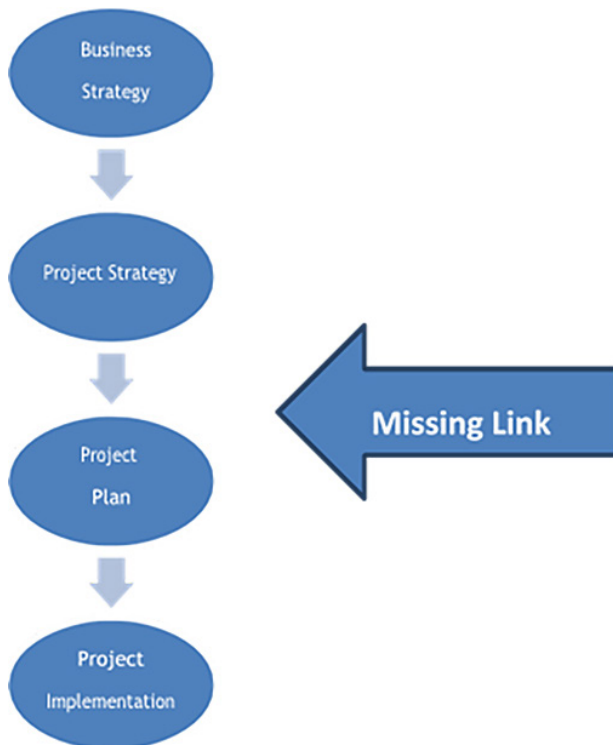 Business
Strategy
Project Strategy
Missing Link
Project
Plan
Project
Implementation